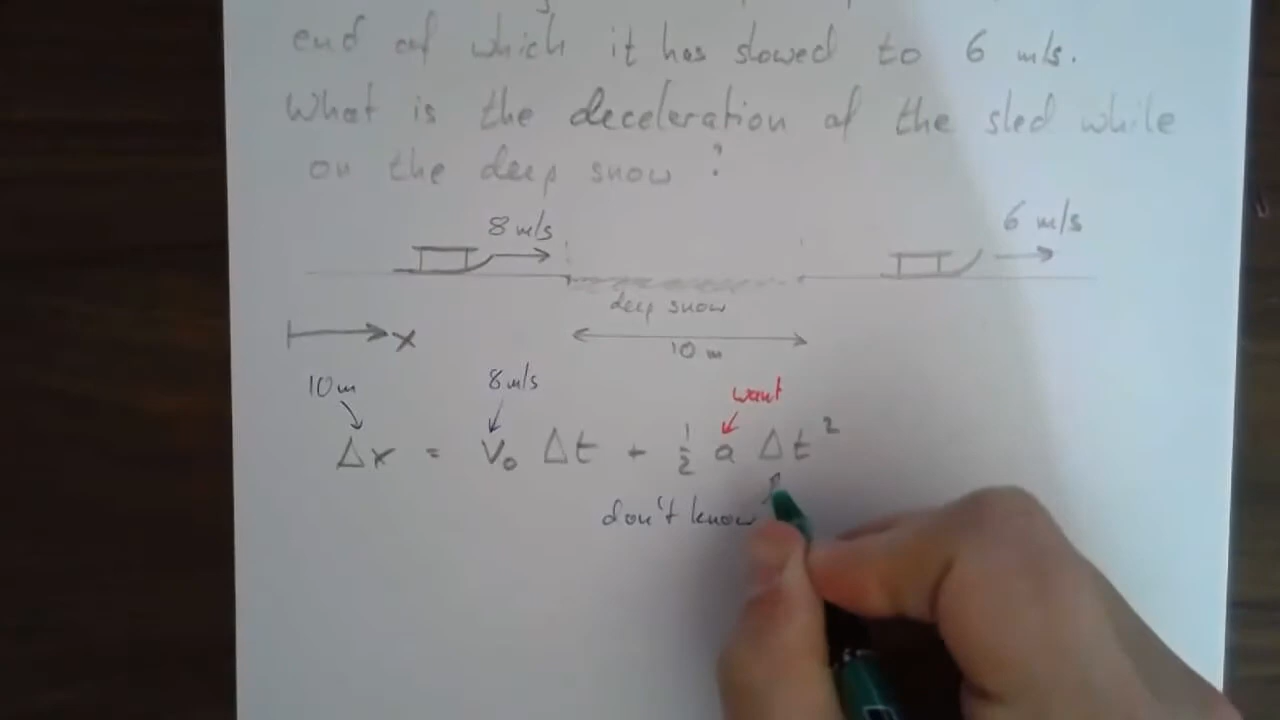 end of which it has slowed to 6 m/s.
What is the deceleration of the sled while
on the deep snow ?
8 m/s
6 m/s
deep snow
x
10 m
10m
8 m/s
want
Δx = v₀ Δt + ½ a Δt²
don't know